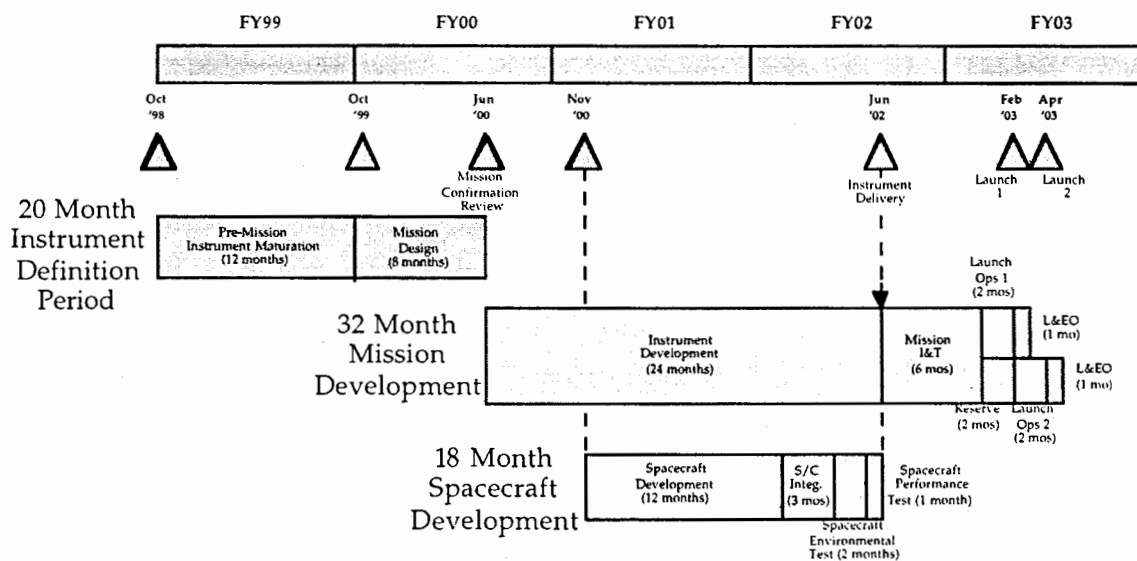 FY99 FY00 FY01 FY02 FY03
Oct Oct Jun Nov Jun Feb Apr
'98 '99 '00 '00 '02 '03 '03
Mission
Confirmation
Review
Instrument
Delivery
Launch
1
Launch
2
20 Month
Instrument
Definition
Period
Pre-Mission
Instrument Maturation
(12 months)
Mission
Design
(8 months)
Launch
Ops 1
(2 mos)
32 Month
Mission
Development
Instrument
Development
(24 months)
Mission
I&T
(6 mos)
L&EO
(1 mo)
L&EO
(1 mo)
Reserve
(2 mos)
Launch
Ops 2
(2 mos)
18 Month
Spacecraft
Development
Spacecraft
Development
(12 months)
S/C
Integ.
(3 mos)
Spacecraft
Performance
Test (1 month)
Spacecraft
Environmental
Test (2 months)